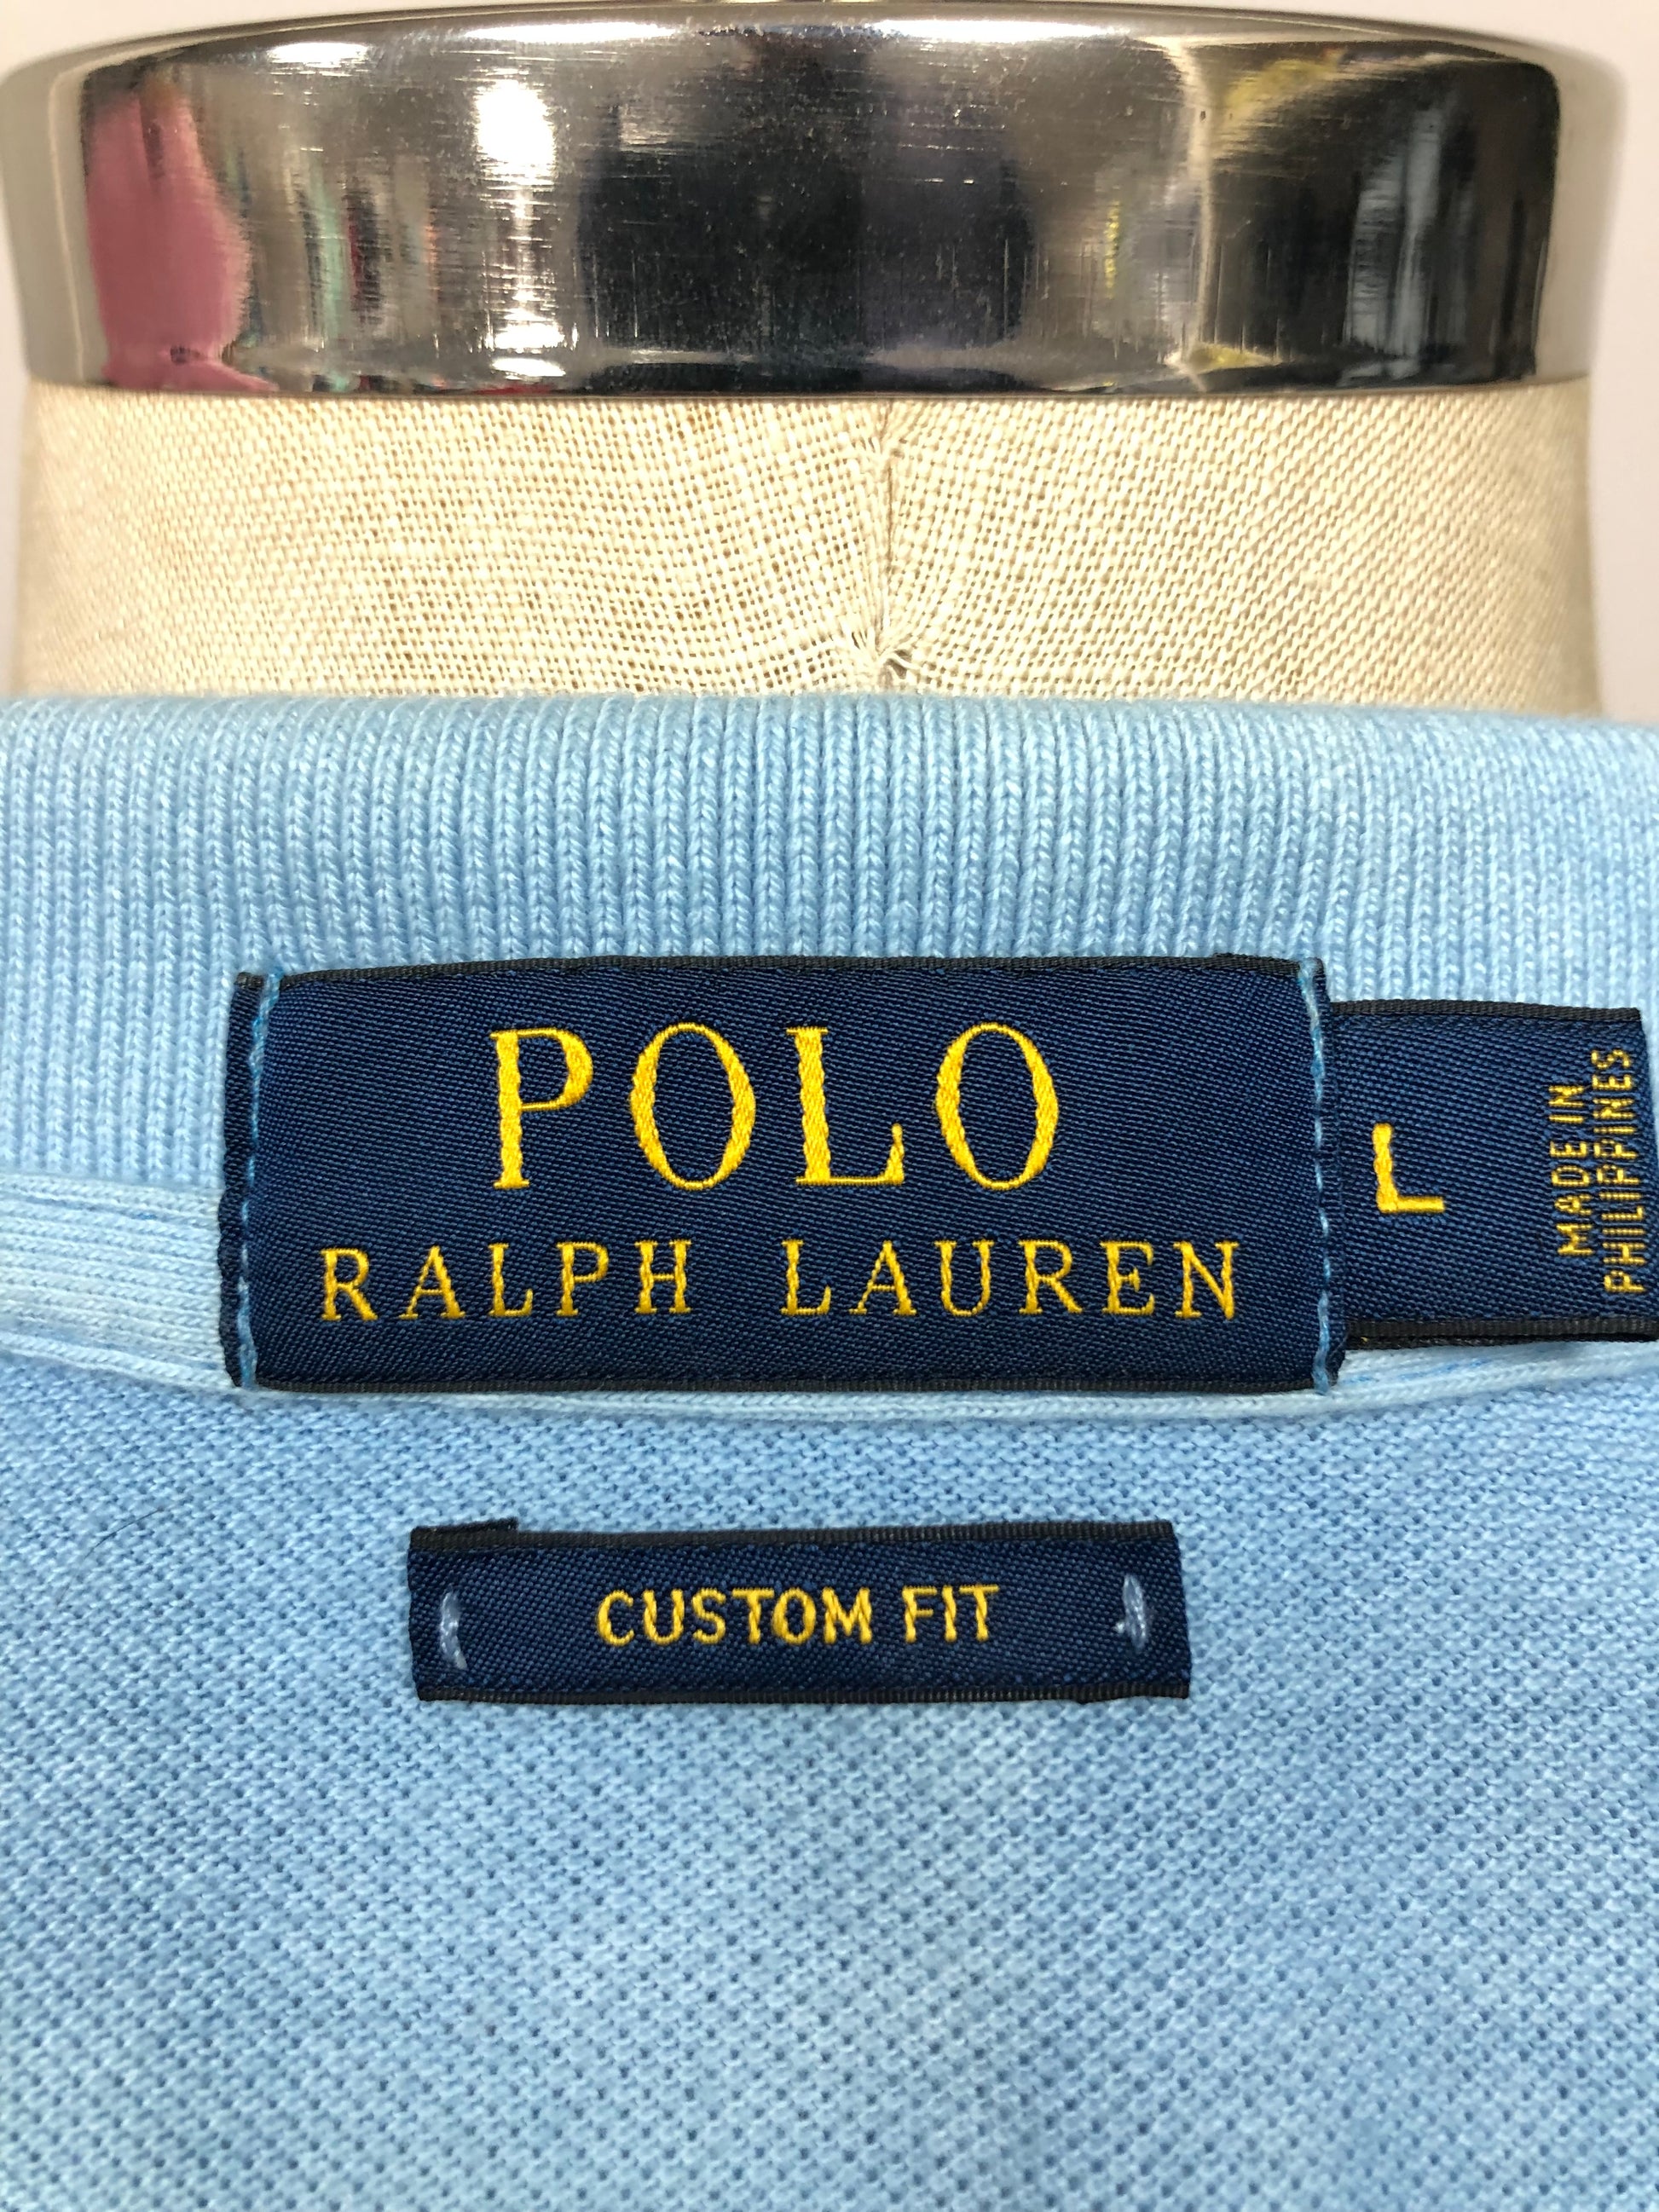 POLO
RALPH LAUREN
L
MADE IN
PHILIPPINES
CUSTOM FIT